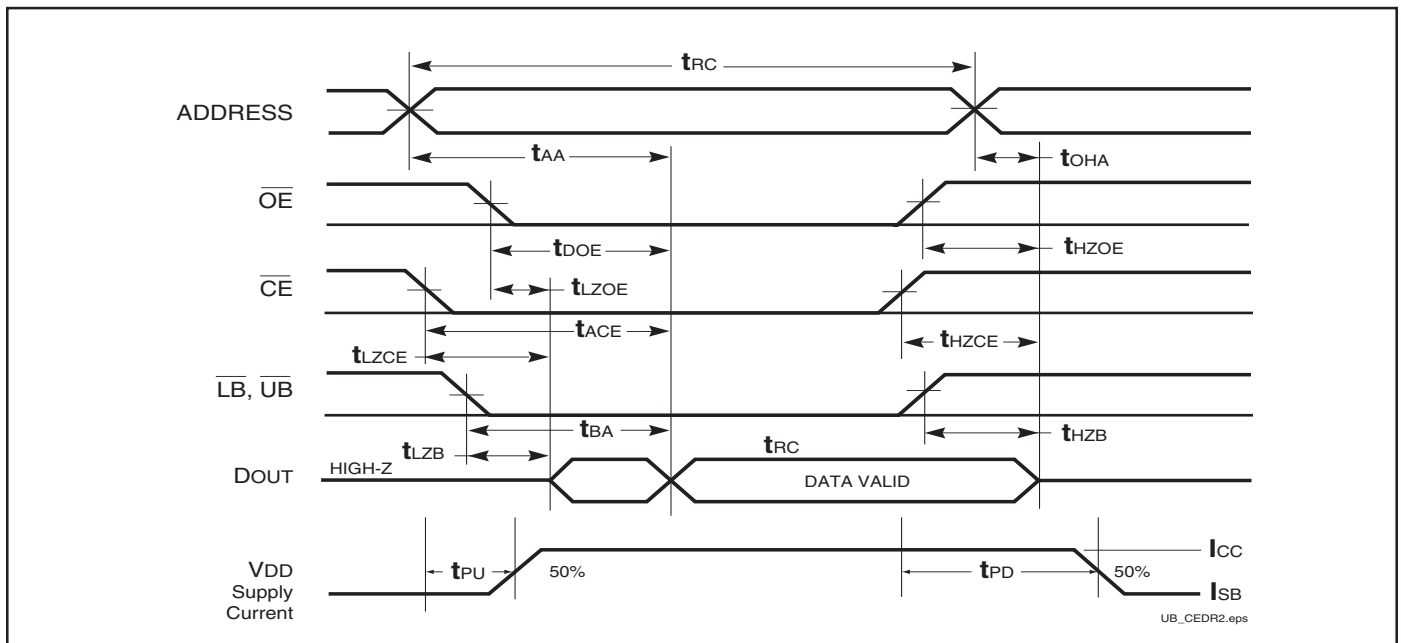 tRC
ADDRESS
tAA
tOHA
OE
tDOE
tHZOE
CE
tLZOE
tACE
tHZCE
tLZCE
LB, UB
tBA
tHZB
tLZB
tRC
DOUT
HIGH-Z
DATA VALID
ICC
VDD
tPU
50%
tPD
50%
Supply
ISB
Current
UB_CEDR2.eps